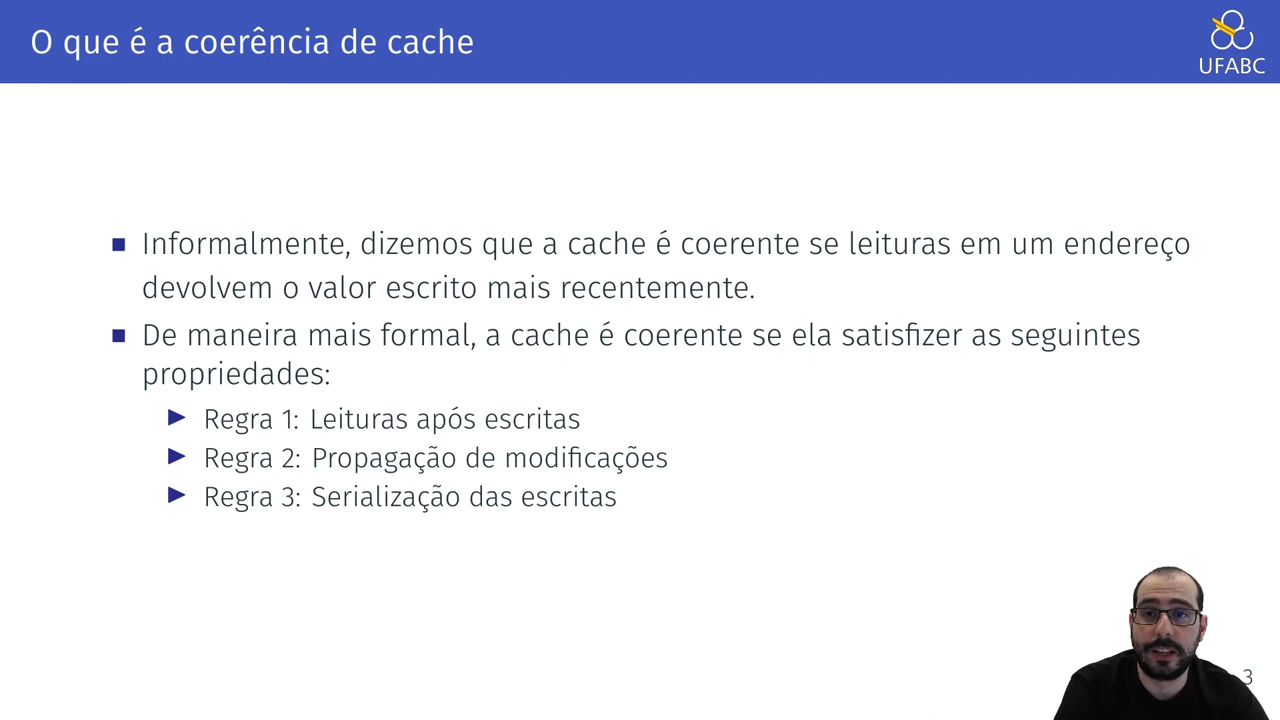 O que é a coerência de cache
UFABC
Informalmente, dizemos que a cache é coerente se leituras em um endereço
devolvem o valor escrito mais recentemente.
De maneira mais formal, a cache é coerente se ela satisfizer as seguintes
propriedades:
Regra 1: Leituras após escritas
Regra 2: Propagação de modificações
Regra 3: Serialização das escritas
3